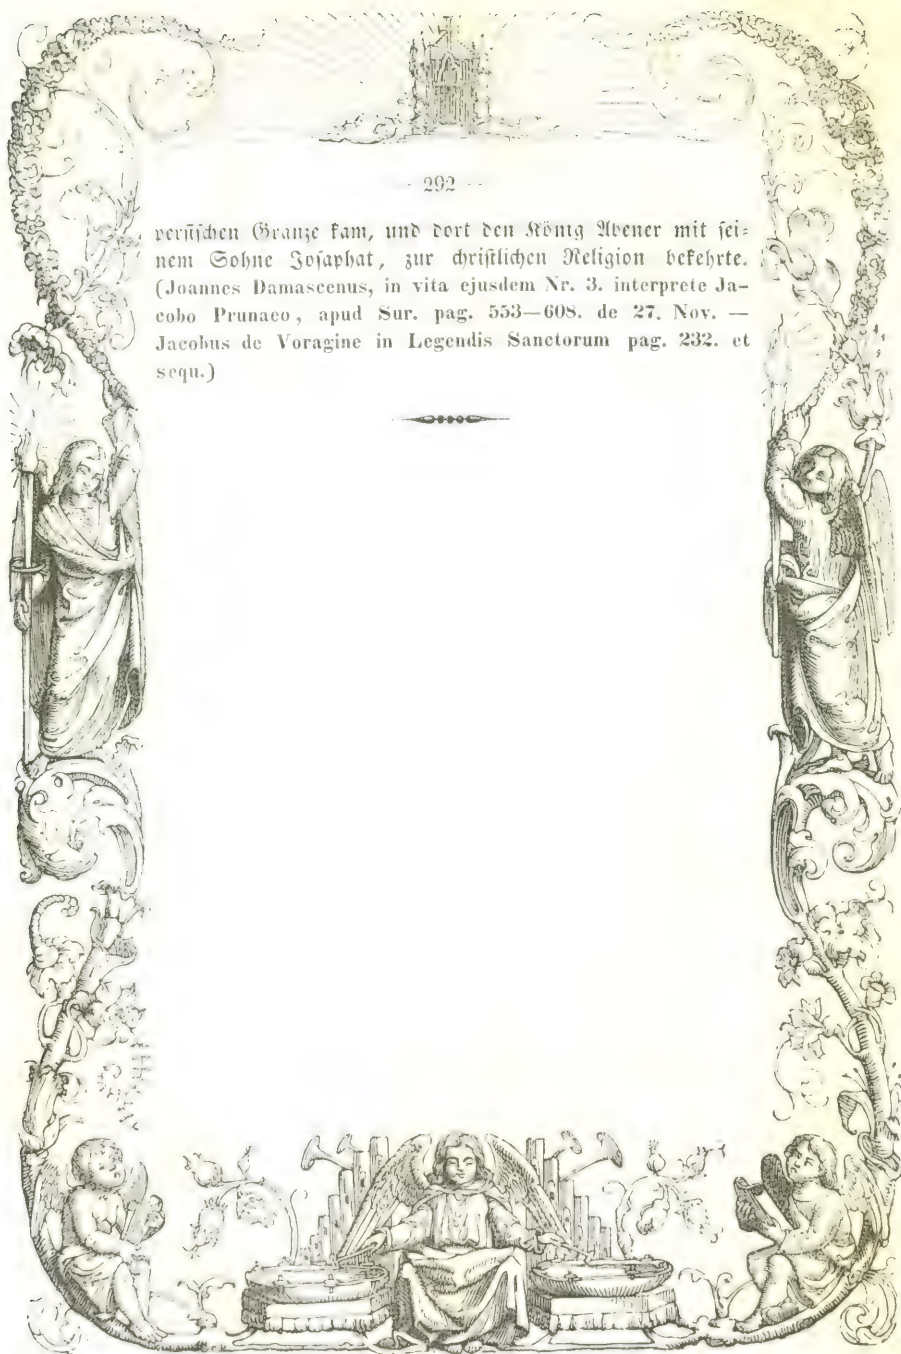 - 292 -
persischen Granze kam, und dort den König Abener mit sei=
nem Sohne Josaphat, zur christlichen Religion bekehrte.
(Joannes Damascenus, in vita ejusdem Nr. 3. interprete Ja-
cobo Prunaeo, apud Sur. pag. 553—608. de 27. Nov. —
Jacobus de Voragine in Legendis Sanctorum pag. 232. et
sequ.)